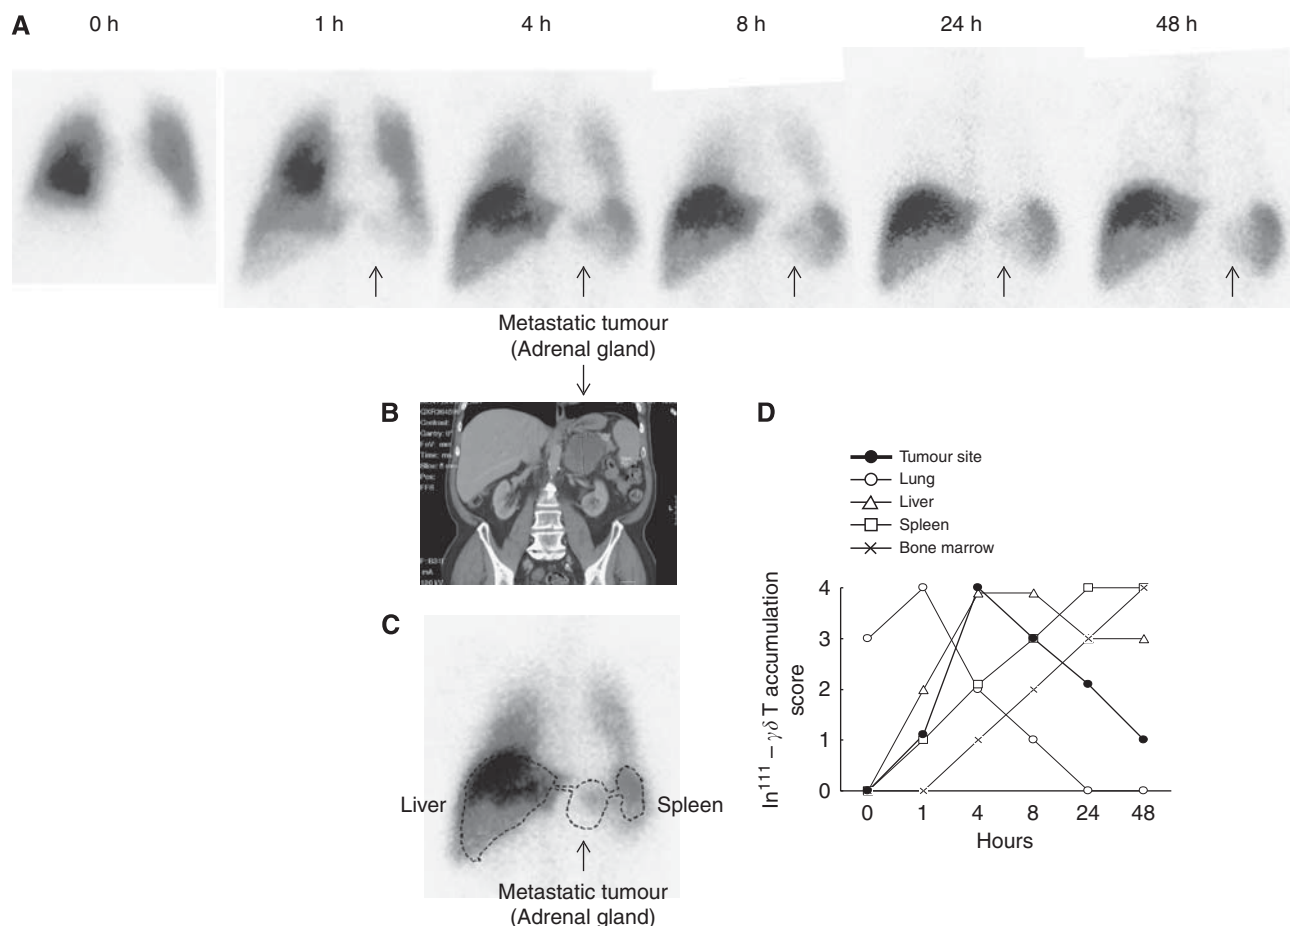 A
0 h
1 h
4 h
8 h
24 h
48 h
Metastatic tumour
(Adrenal gland)
B
C
Liver
Spleen
Metastatic tumour
(Adrenal gland)
D
Tumour site
Lung
Liver
Spleen
Bone marrow
In¹¹¹ – γδ T accumulation
score
4
3
2
1
0
0
1
4
8
24
48
Hours